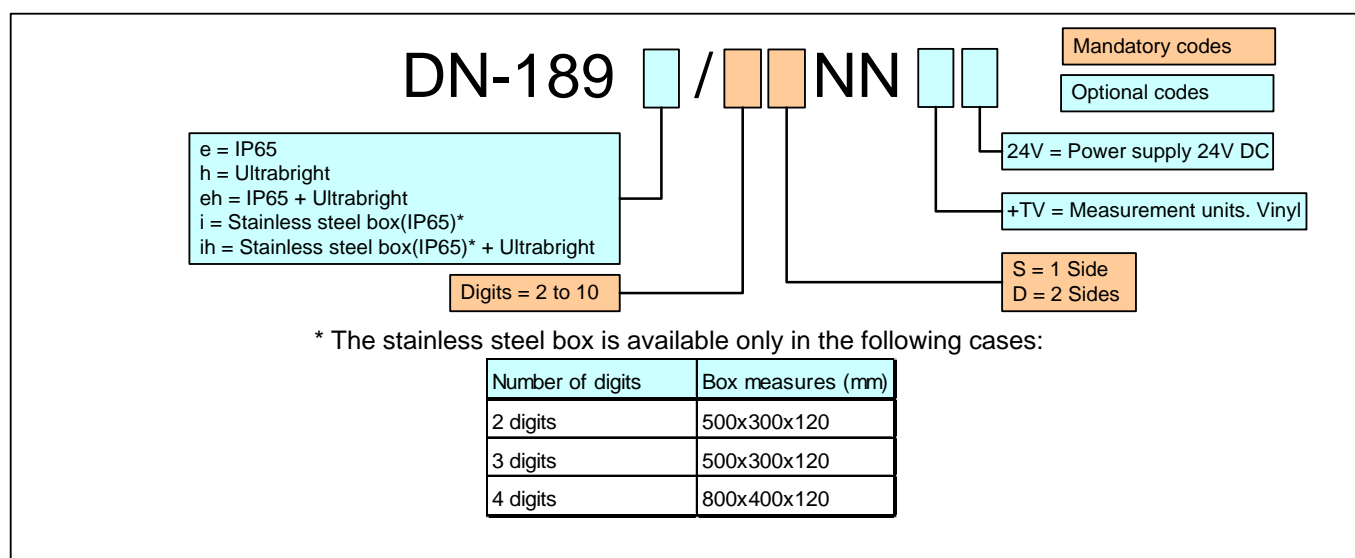 DN-189 / NN
Mandatory codes
Optional codes
e = IP65
h = Ultrabright
eh = IP65 + Ultrabright
i = Stainless steel box(IP65)*
ih = Stainless steel box(IP65)* + Ultrabright
24V = Power supply 24V DC
+TV = Measurement units. Vinyl
Digits = 2 to 10
S = 1 Side
D = 2 Sides
* The stainless steel box is available only in the following cases:
Number of digits Box measures (mm)
2 digits 500x300x120
3 digits 500x300x120
4 digits 800x400x120